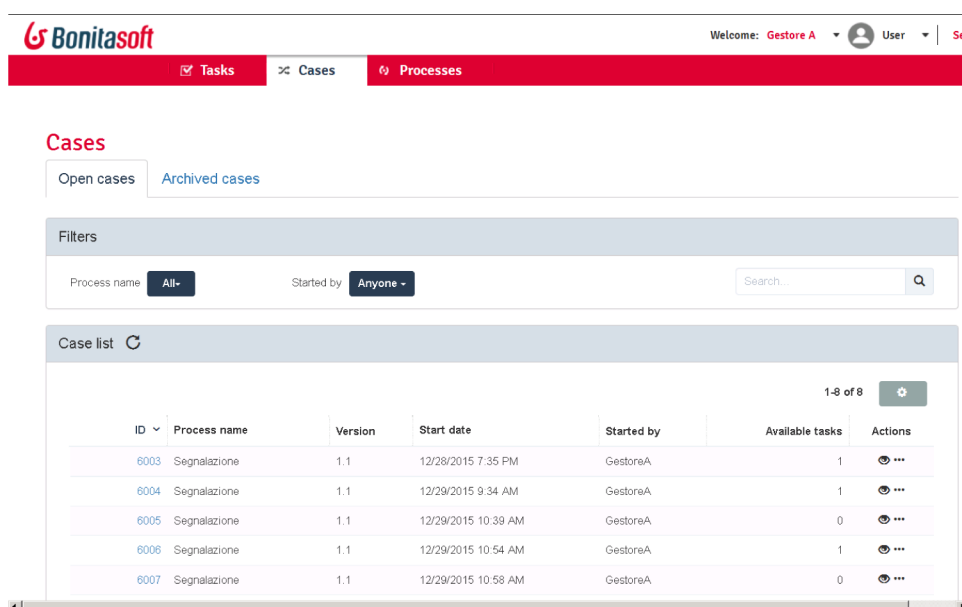 Bonitasoft
Welcome: Gestore A User
Tasks Cases Processes
Cases
Open cases Archived cases
Filters
Process name All Started by Anyone Search...
Case list
1-8 of 8
ID Process name Version Start date Started by Available tasks Actions
6003 Segnalazione 1.1 12/28/2015 7:35 PM GestoreA 1
6004 Segnalazione 1.1 12/29/2015 9:34 AM GestoreA 1
6005 Segnalazione 1.1 12/29/2015 10:39 AM GestoreA 0
6006 Segnalazione 1.1 12/29/2015 10:54 AM GestoreA 1
6007 Segnalazione 1.1 12/29/2015 10:58 AM GestoreA 0